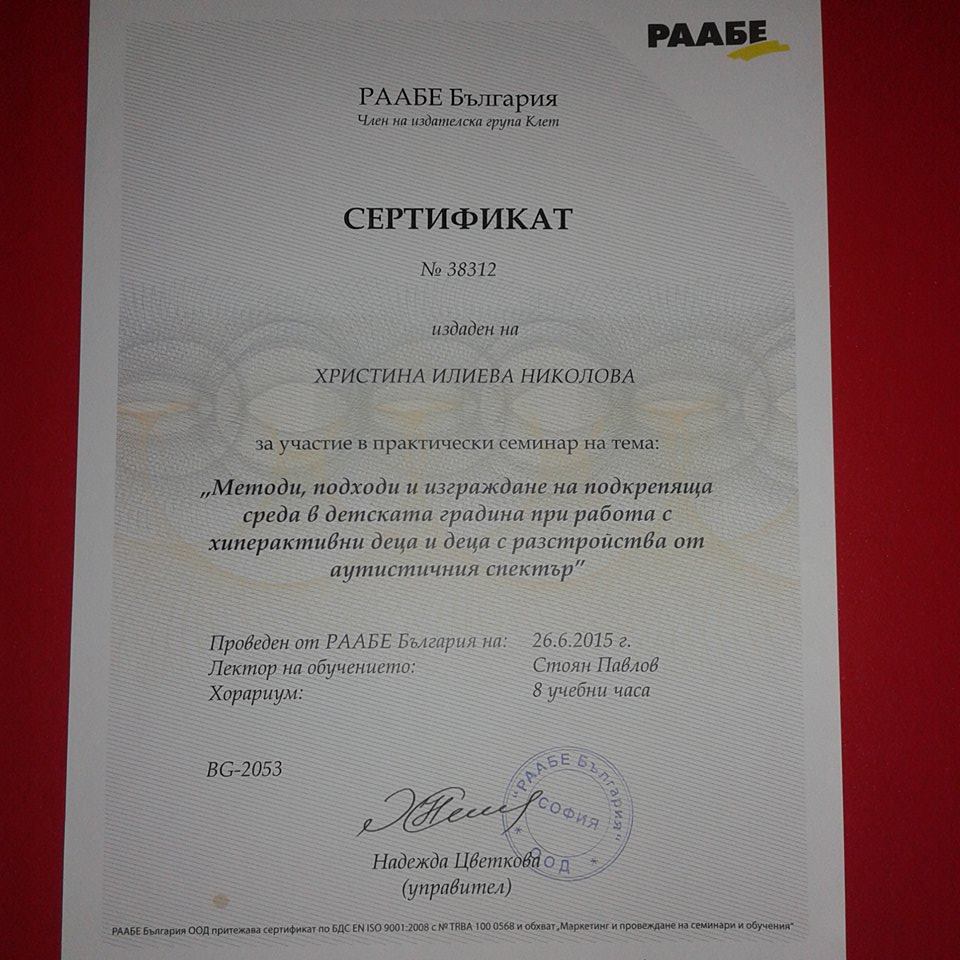 РААБЕ
РААБЕ България
Член на издателска група Клет
СЕРТИФИКАТ
№ 38312
издаден на
ХРИСТИНА ИЛИЕВА НИКОЛОВА
за участие в практически семинар на тема:
„Методи, подходи и изграждане на подкрепяща
среда в детската градина при работа с
хиперактивни деца и деца с разстройства от
аутистичния спектър”
Проведен от РААБЕ България на: 26.6.2015 г.
Лектор на обучението: Стоян Павлов
Хорариум: 8 учебни часа
BG-2053
"РААБЕ България"
СОФИЯ
* ООД *
Надежда Цветкова
(управител)
РААБЕ България ООД притежава сертификат по БДС EN ISO 9001:2008 с № TRBA 100 0568 и обхват „Маркетинг и провеждане на семинари и обучения"